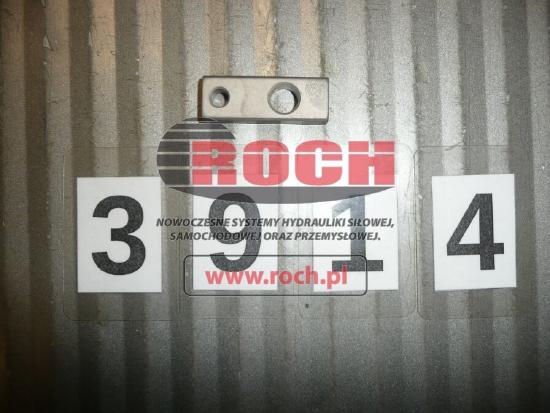 ROCH
NOWOCZESNE SYSTEMY HYDRAULIKI SIŁOWEJ,
SAMOCHODOWEJ ORAZ PRZEMYSŁOWEJ.
3 9 1 4
www.roch.pl